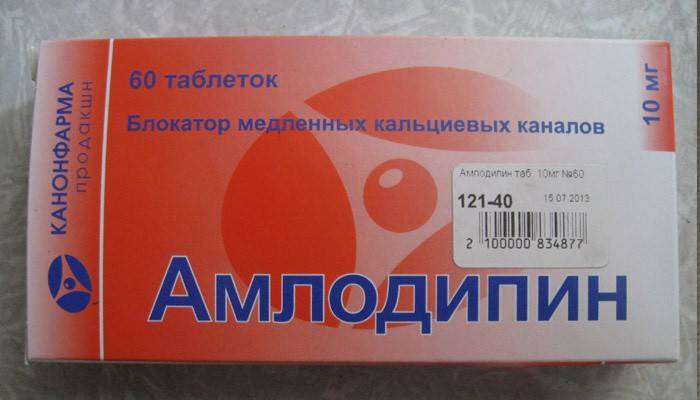 КАНОНФАРМА
продакшн
60 таблеток
10 мг
Блокатор медленных кальциевых каналов
Амлодипин таб. 10мг №60
121-40 15.07.2013
2 100000 834877
Амлодипин